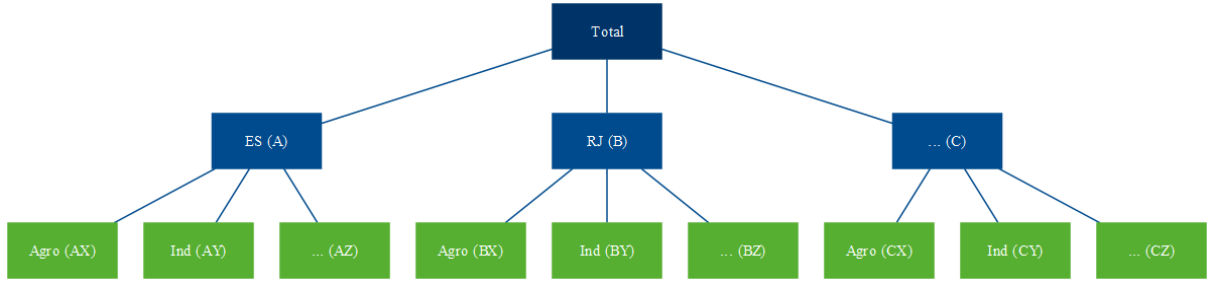 Total
ES (A)
RJ (B)
... (C)
Agro (AX)
Ind (AY)
... (AZ)
Agro (BX)
Ind (BY)
... (BZ)
Agro (CX)
Ind (CY)
... (CZ)